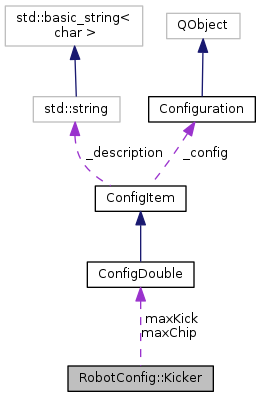 std::basic_string<
char >
QObject
std::string
Configuration
_description
_config
ConfigItem
ConfigDouble
maxKick
maxChip
RobotConfig::Kicker